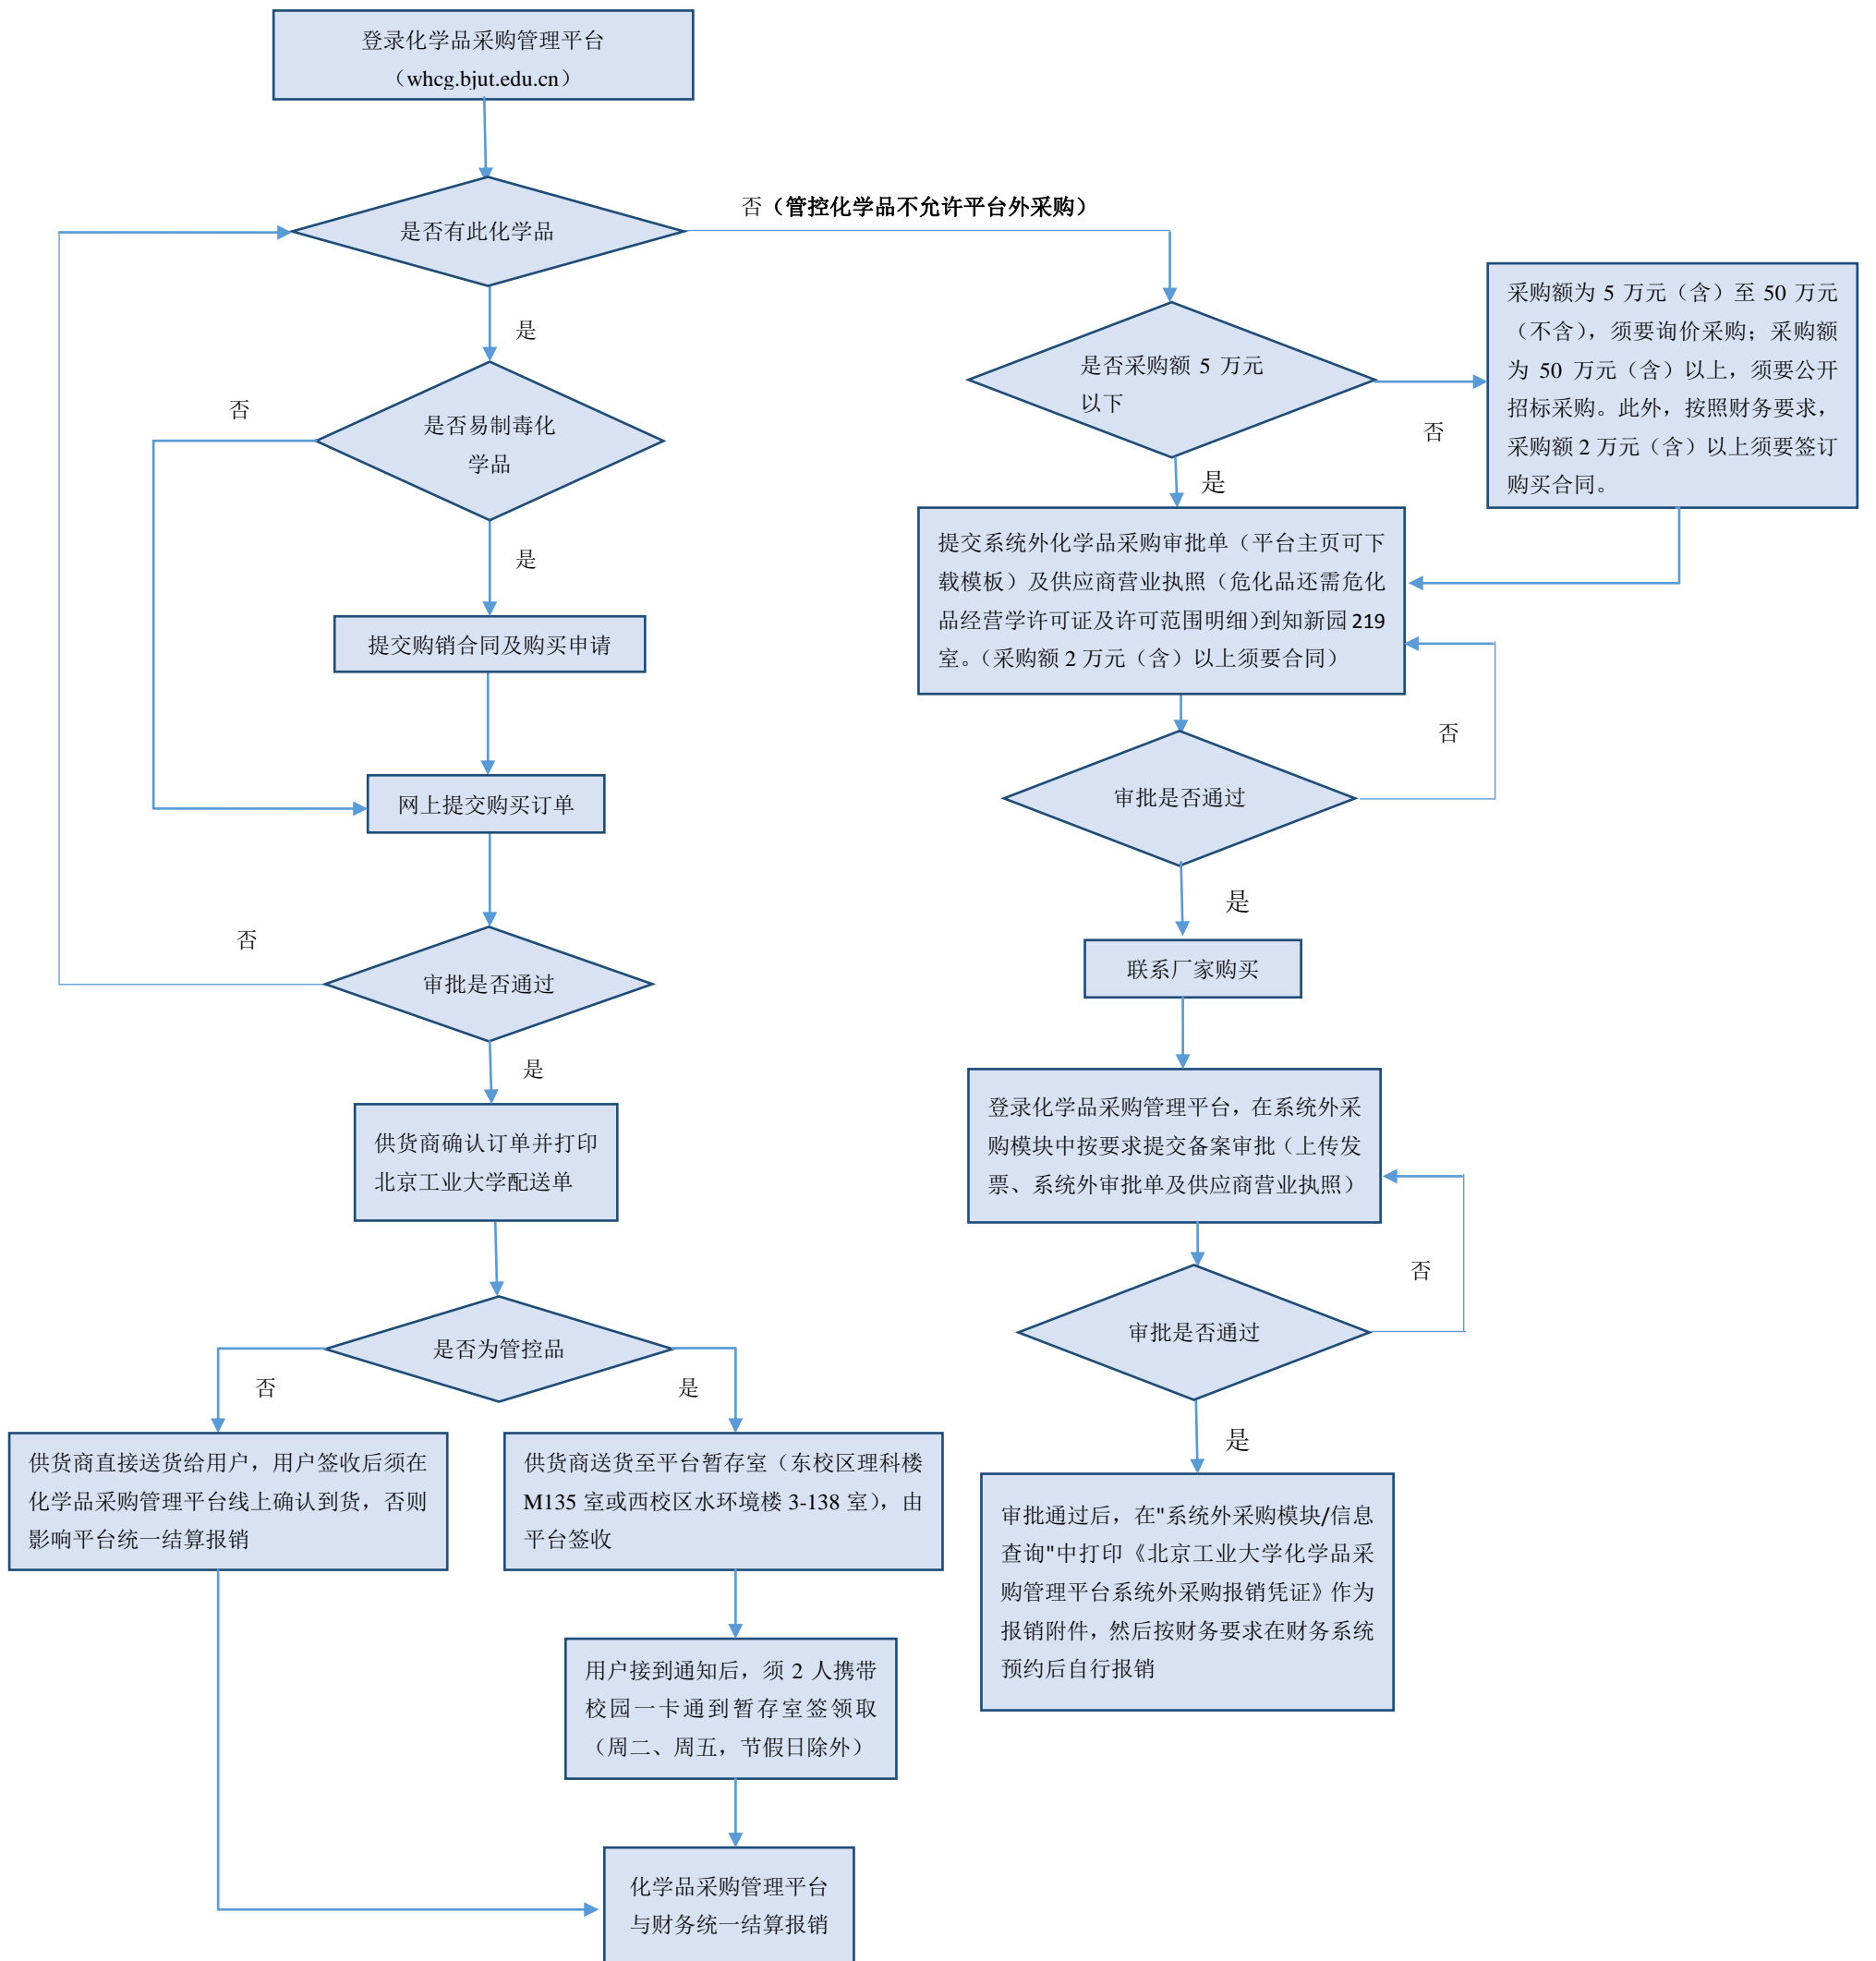 登录化学品采购管理平台
（whcg.bjut.edu.cn）
是否有此化学品
否（管控化学品不允许平台外采购）
是
是否易制毒化
学品
否
是
提交购销合同及购买申请
网上提交购买订单
审批是否通过
否
是
供货商确认订单并打印
北京工业大学配送单
是否为管控品
否
是
供货商直接送货给用户，用户签收后须在
化学品采购管理平台线上确认到货，否则
影响平台统一结算报销
供货商送货至平台暂存室（东校区理科楼
M135 室或西校区水环境楼 3-138 室），由
平台签收
用户接到通知后，须 2 人携带
校园一卡通到暂存室签领取
（周二、周五，节假日除外）
化学品采购管理平台
与财务统一结算报销
是否采购额 5 万元
以下
否
是
采购额为 5 万元（含）至 50 万元
（不含），须要询价采购；采购额
为 50 万元（含）以上，须要公开
招标采购。此外，按照财务要求，
采购额 2 万元（含）以上须要签订
购买合同。
提交系统外化学品采购审批单（平台主页可下
载模板）及供应商营业执照（危化品还需危化
品经营学许可证及许可范围明细）到知新园 219
室。（采购额 2 万元（含）以上须要合同）
审批是否通过
否
是
联系厂家购买
登录化学品采购管理平台，在系统外采
购模块中按要求提交备案审批（上传发
票、系统外审批单及供应商营业执照）
审批是否通过
否
是
审批通过后，在"系统外采购模块/信息
查询"中打印《北京工业大学化学品采
购管理平台系统外采购报销凭证》作为
报销附件，然后按财务要求在财务系统
预约后自行报销